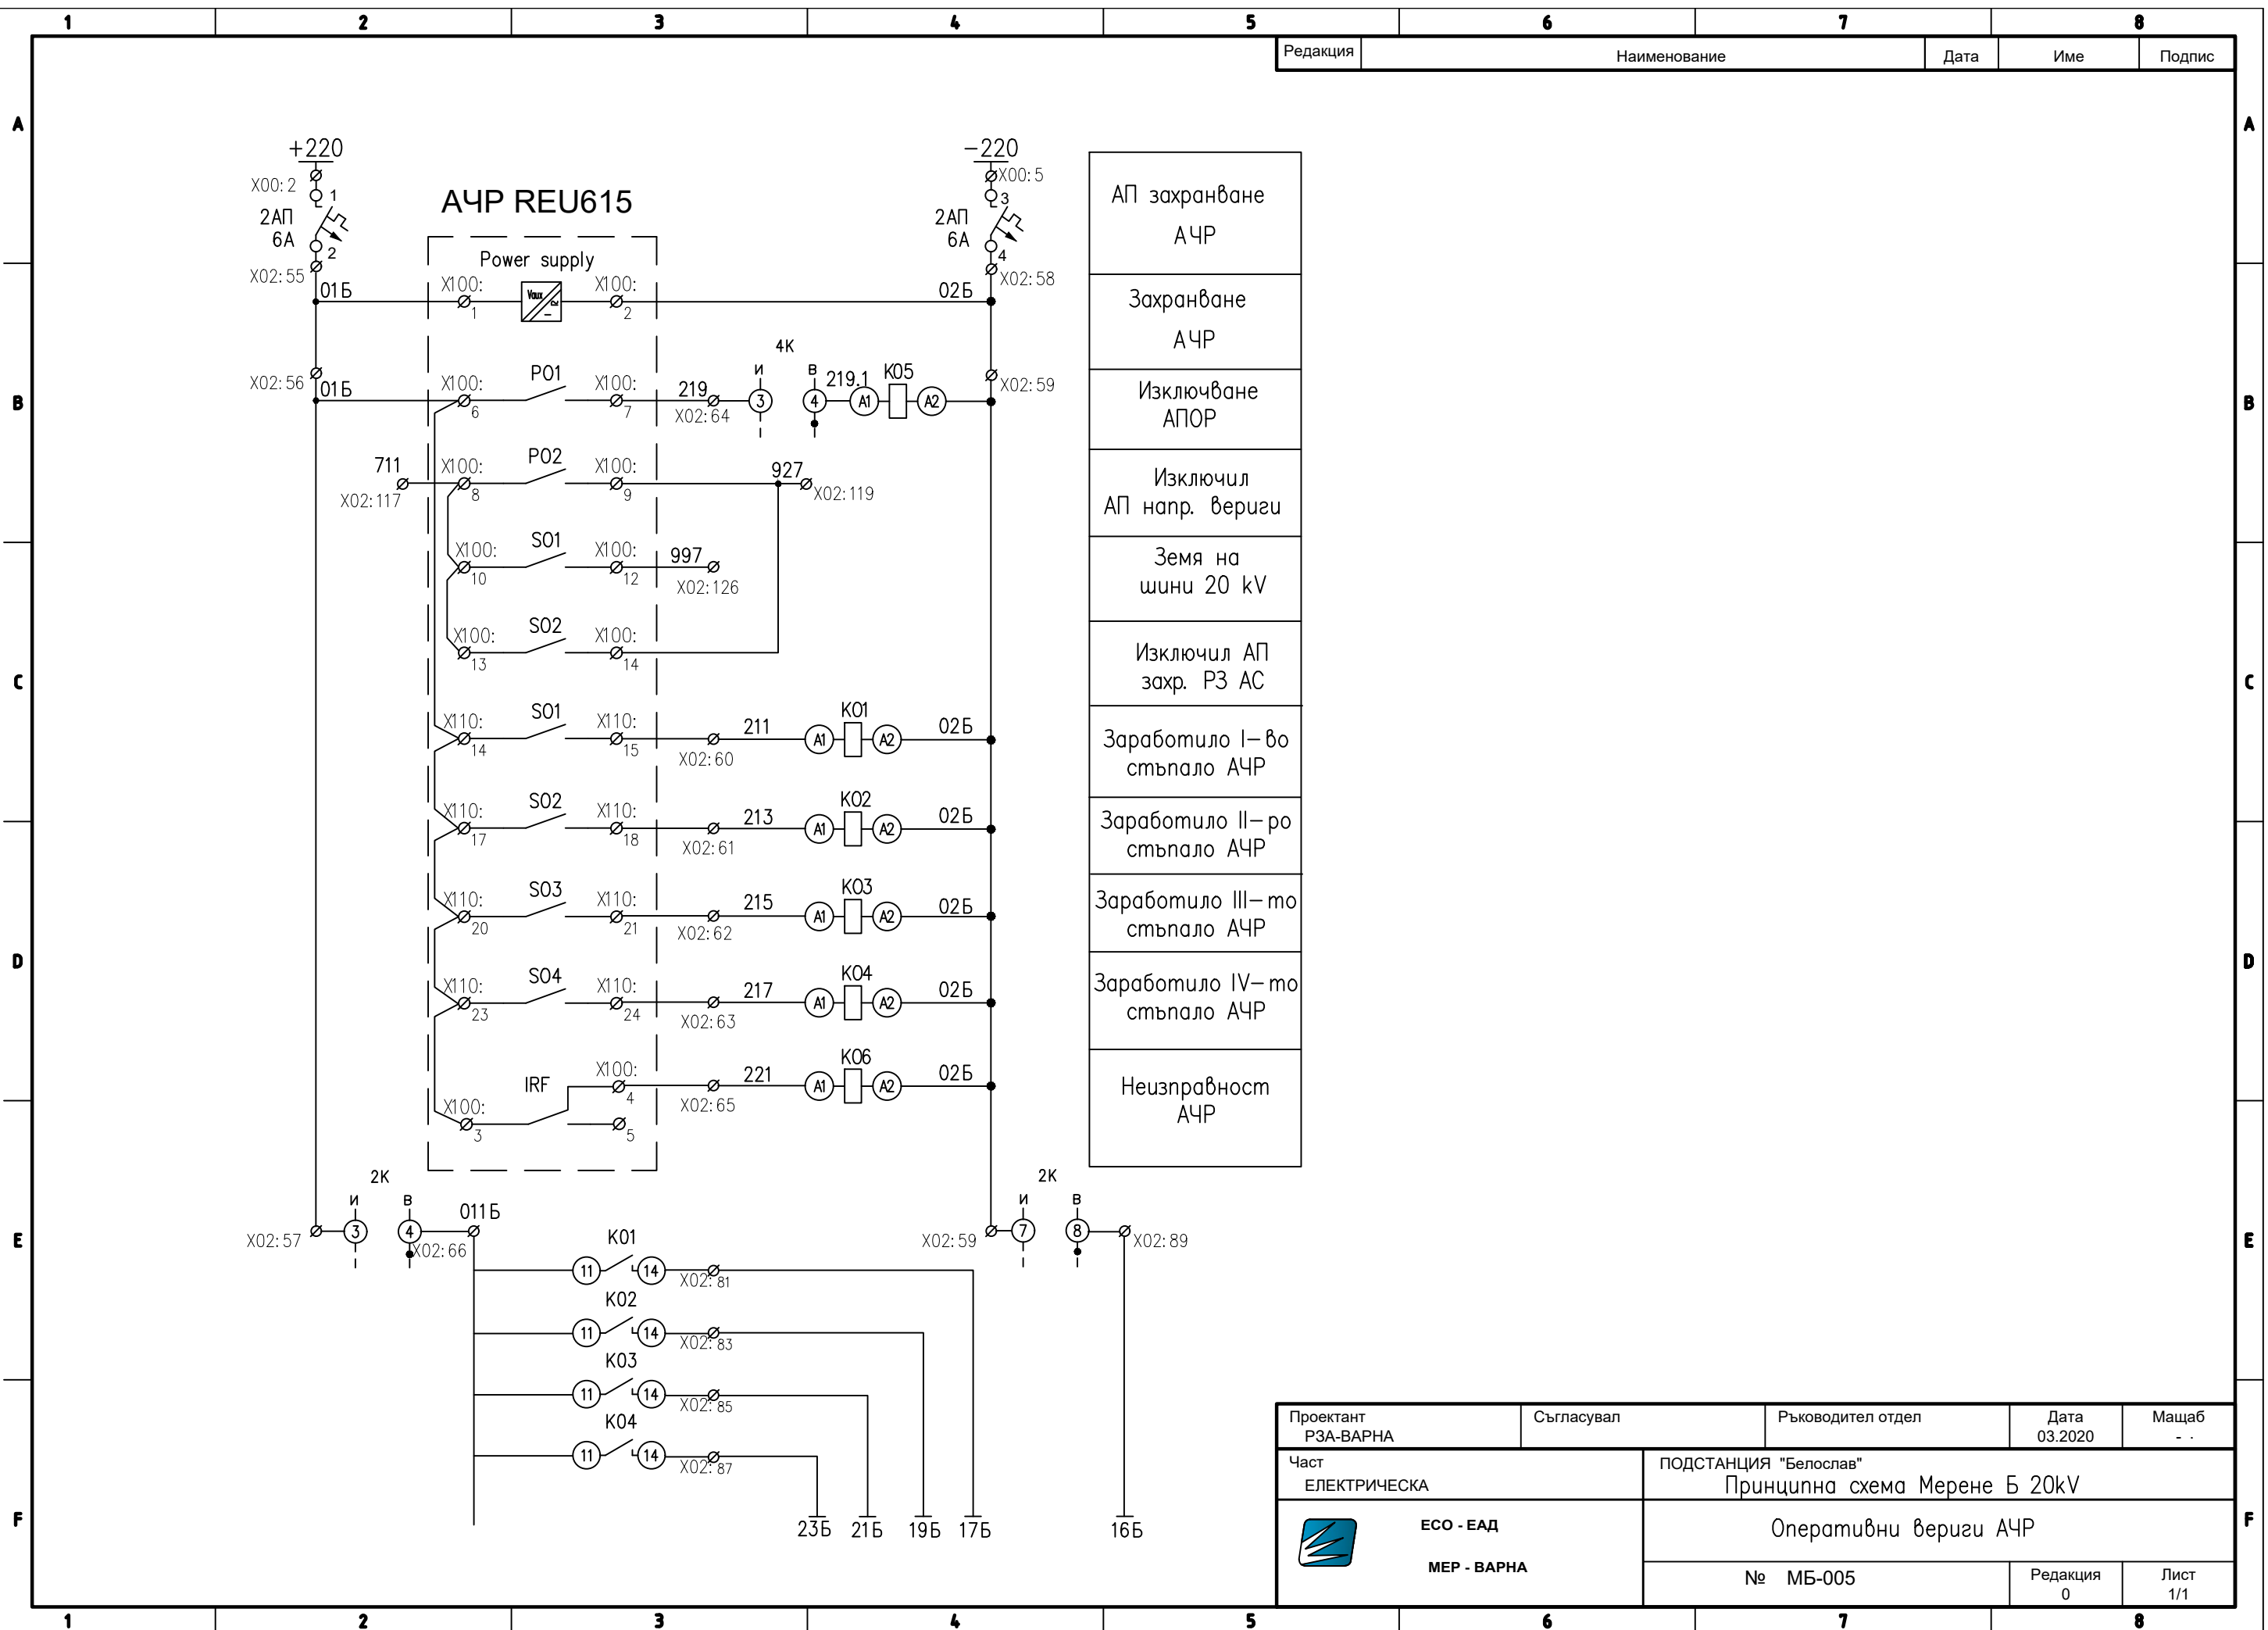 1 2 3 4 5 6 7 8
Редакция Наименование Дата Име Подпис
A A
+220 -220
X00:2 X00:5
1 3
2АП 6А 2АП 6А
2 4
X02:55 X02:58
АЧР REU615
Power supply
01Б X100: 1 Vaux X100: 2 02Б
X02:56 X02:59
01Б X100: 6 PO1 X100: 7 219 X02:64 4К И 3 В 4 219.1 A1 K05 A2
B B
711 X02:117 X100: 8 PO2 X100: 9 927 X02:119
X100: 10 SO1 X100: 12 997 X02:126
X100: 13 SO2 X100: 14
C C
X110: 14 SO1 X110: 15 211 X02:60 A1 K01 A2 02Б
X110: 17 SO2 X110: 18 213 X02:61 A1 K02 A2 02Б
X110: 20 SO3 X110: 21 215 X02:62 A1 K03 A2 02Б
D D
X110: 23 SO4 X110: 24 217 X02:63 A1 K04 A2 02Б
X100: 3 IRF X100: 4 5 221 X02:65 A1 K06 A2 02Б
АП захранване
АЧР
Захранване
АЧР
Изключване
АПОР
Изключил
АП напр. вериги
Земя на
шини 20 kV
Изключил АП
захр. РЗ АС
Заработило I-во
стъпало АЧР
Заработило II-ро
стъпало АЧР
Заработило III-то
стъпало АЧР
Заработило IV-то
стъпало АЧР
Неизправност
АЧР
E E
X02:57 2К И 3 В 4 X02:66 011Б
X02:59 2К И 7 В 8 X02:89
K01
11 14 X02:81
K02
11 14 X02:83
K03
11 14 X02:85
K04
11 14 X02:87
F F
23Б 21Б 19Б 17Б 16Б
Проектант Съгласувал Ръководител отдел Дата Мащаб
РЗА-ВАРНА 03.2020 - .
Част
ЕЛЕКТРИЧЕСКА
ПОДСТАНЦИЯ "Белослав"
Принципна схема Мерене Б 20kV
ЕСО - ЕАД
МЕР - ВАРНА
Оперативни вериги АЧР
№ МБ-005
Редакция Лист
0 1/1
1 2 3 4 5 6 7 8